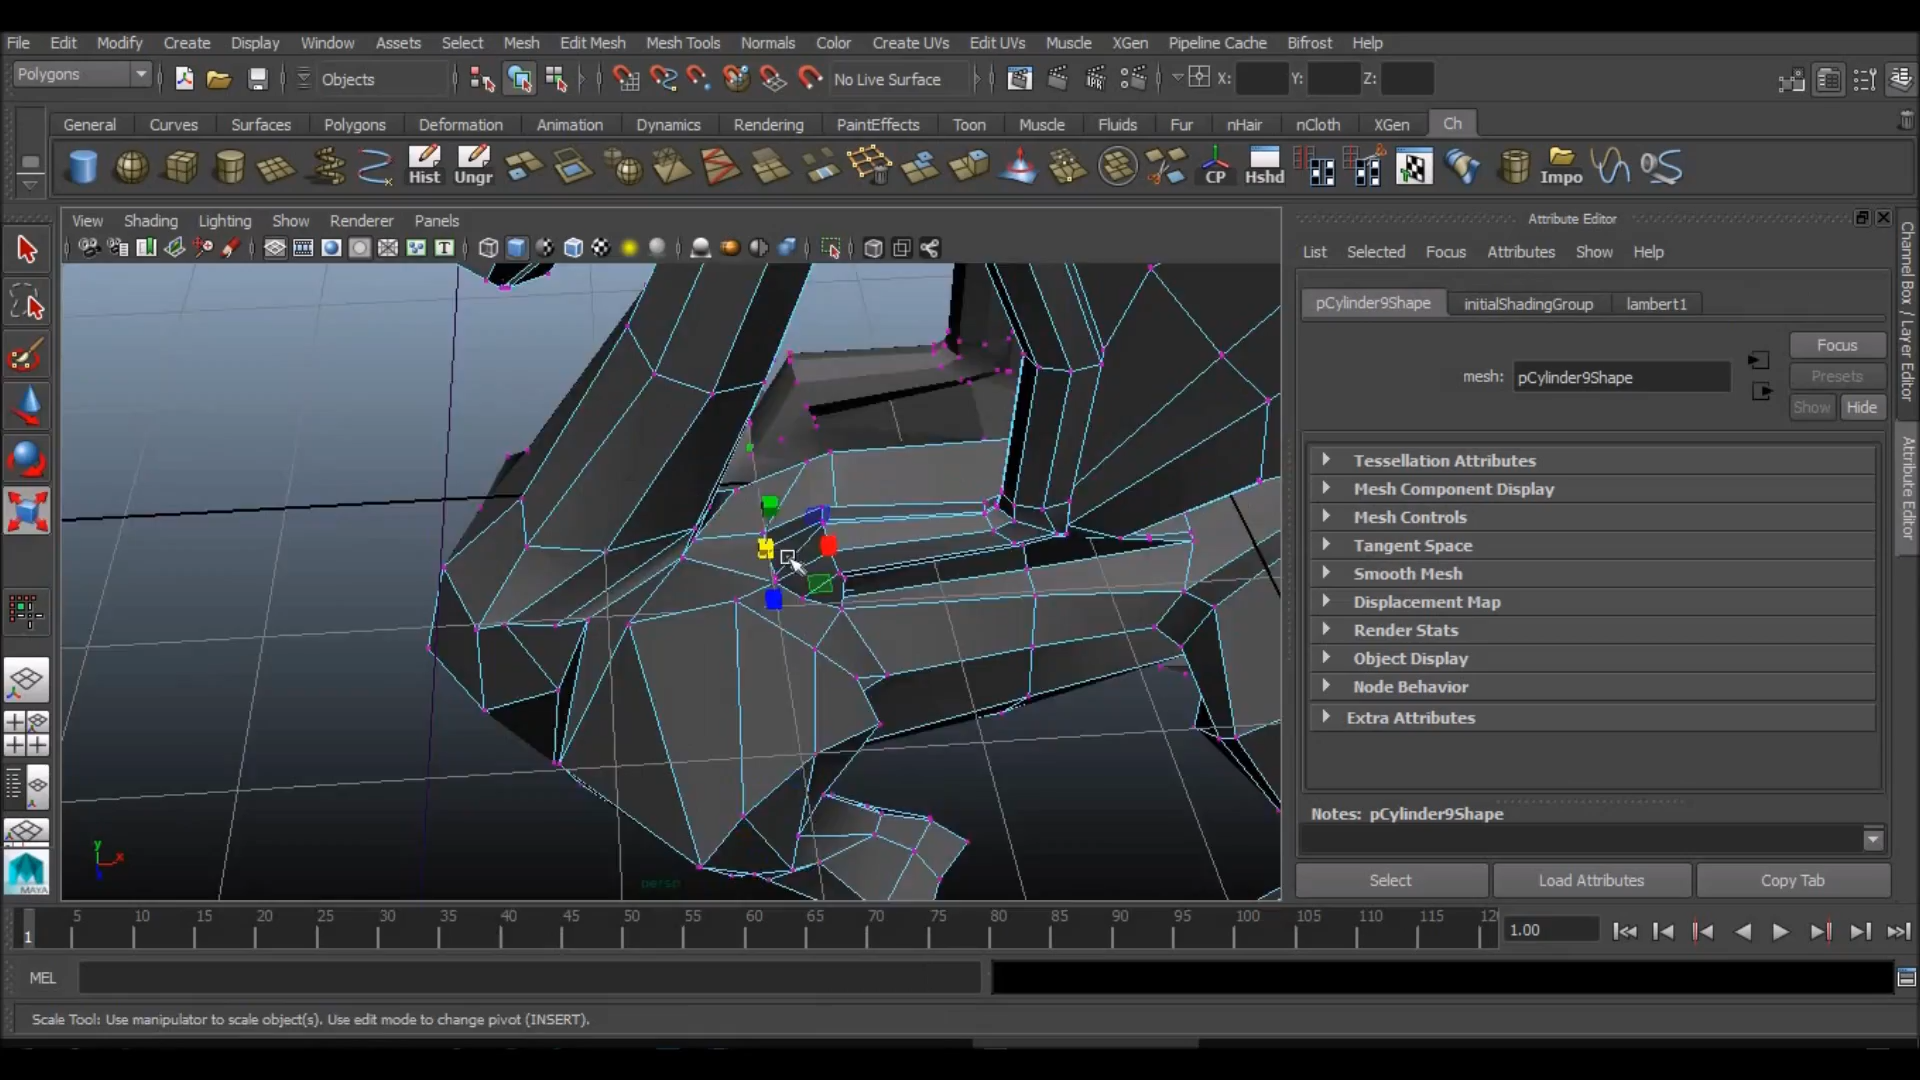 File Edit Modify Create Display Window Assets Select Mesh Edit Mesh Mesh Tools Normals Color Create UVs Edit UVs Muscle XGen Pipeline Cache Bifrost Help
Polygons Objects No Live Surface X: Y: Z:
General Curves Surfaces Polygons Deformation Animation Dynamics Rendering PaintEffects Toon Muscle Fluids Fur nHair nCloth XGen Ch
Hist Ungr CP Hshd Impo
View Shading Lighting Show Renderer Panels
T
Attribute Editor
List Selected Focus Attributes Show Help
pCylinder9Shape initialShadingGroup lambert1
Focus
mesh: pCylinder9Shape
Presets
Show Hide
Tessellation Attributes
Mesh Component Display
Mesh Controls
Tangent Space
Smooth Mesh
Displacement Map
Render Stats
Object Display
Node Behavior
Extra Attributes
Notes: pCylinder9Shape
Select Load Attributes Copy Tab
Channel Box / Layer Editor
Attribute Editor
y
x
persp
MAYA
5 10 15 20 25 30 35 40 45 50 55 60 65 70 75 80 85 90 95 100 105 110 115 12
1
1.00
MEL
Scale Tool: Use manipulator to scale object(s). Use edit mode to change pivot (INSERT).